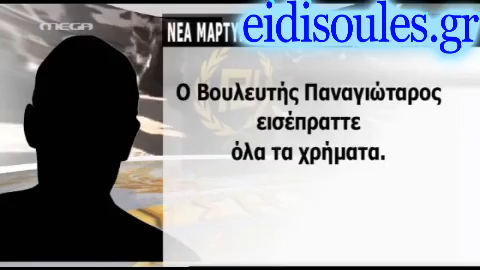 MEGA
ΝΕΑ ΜΑΡΤΥ
eidisoules.gr
Ο Βουλευτής Παναγιώταρος
εισέπραττε
όλα τα χρήματα.